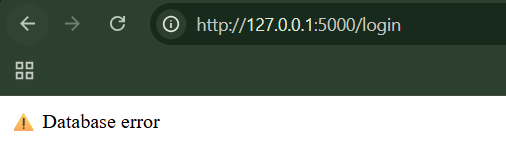 http://127.0.0.1:5000/login
⚠️ Database error